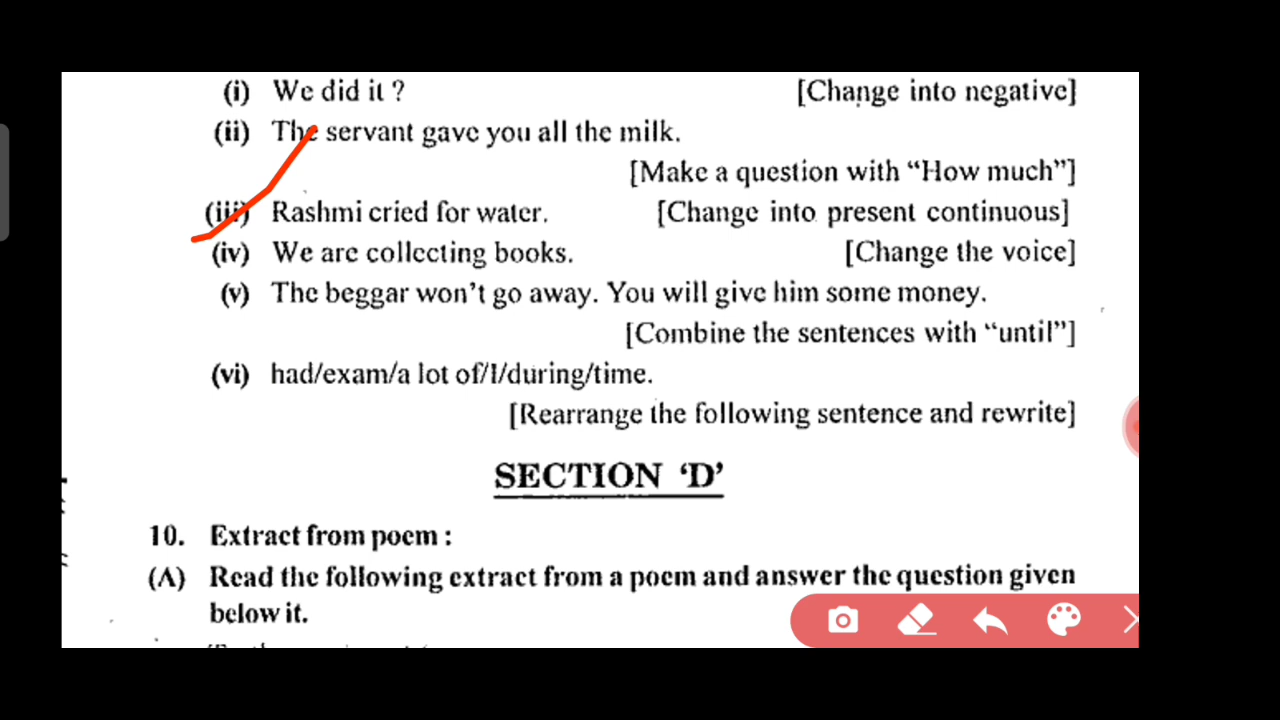 (i) We did it ? [Change into negative]
(ii) The servant gave you all the milk.
[Make a question with “How much”]
(iii) Rashmi cried for water. [Change into present continuous]
(iv) We are collecting books. [Change the voice]
(v) The beggar won’t go away. You will give him some money.
[Combine the sentences with “until”]
(vi) had/exam/a lot of/I/during/time.
[Rearrange the following sentence and rewrite]
SECTION ‘D’
10. Extract from poem :
(A) Read the following extract from a poem and answer the question given
below it.